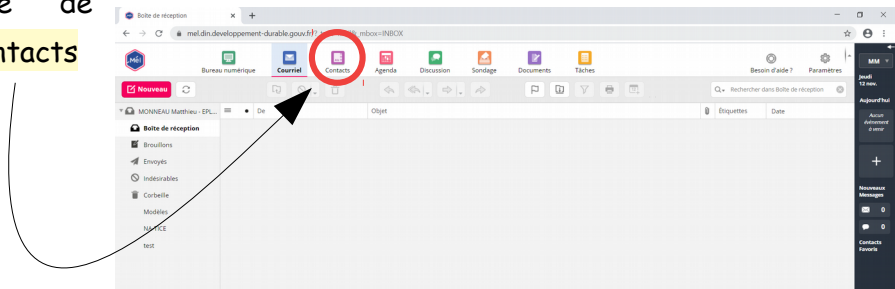 e de
ntacts
Boîte de réception
mel.din.developpement-durable.gouv.fr/?
mbox=INBOX
Mél
Bureau numérique
Courriel
Contacts
Agenda
Discussion
Sondage
Documents
Tâches
Besoin d'aide ?
Paramètres
MM
Nouveau
Rechercher dans Boîte de réception
Jeudi
12 nov.
MONNEAU Matthieu - EPL...
De
Objet
Étiquettes
Date
Aujourd'hui
Boîte de réception
Brouillons
Envoyés
Indésirables
Corbeille
Modèles
test
Aucun
évènement
à venir
Nouveaux
Messages
0
0
Contacts
Favoris